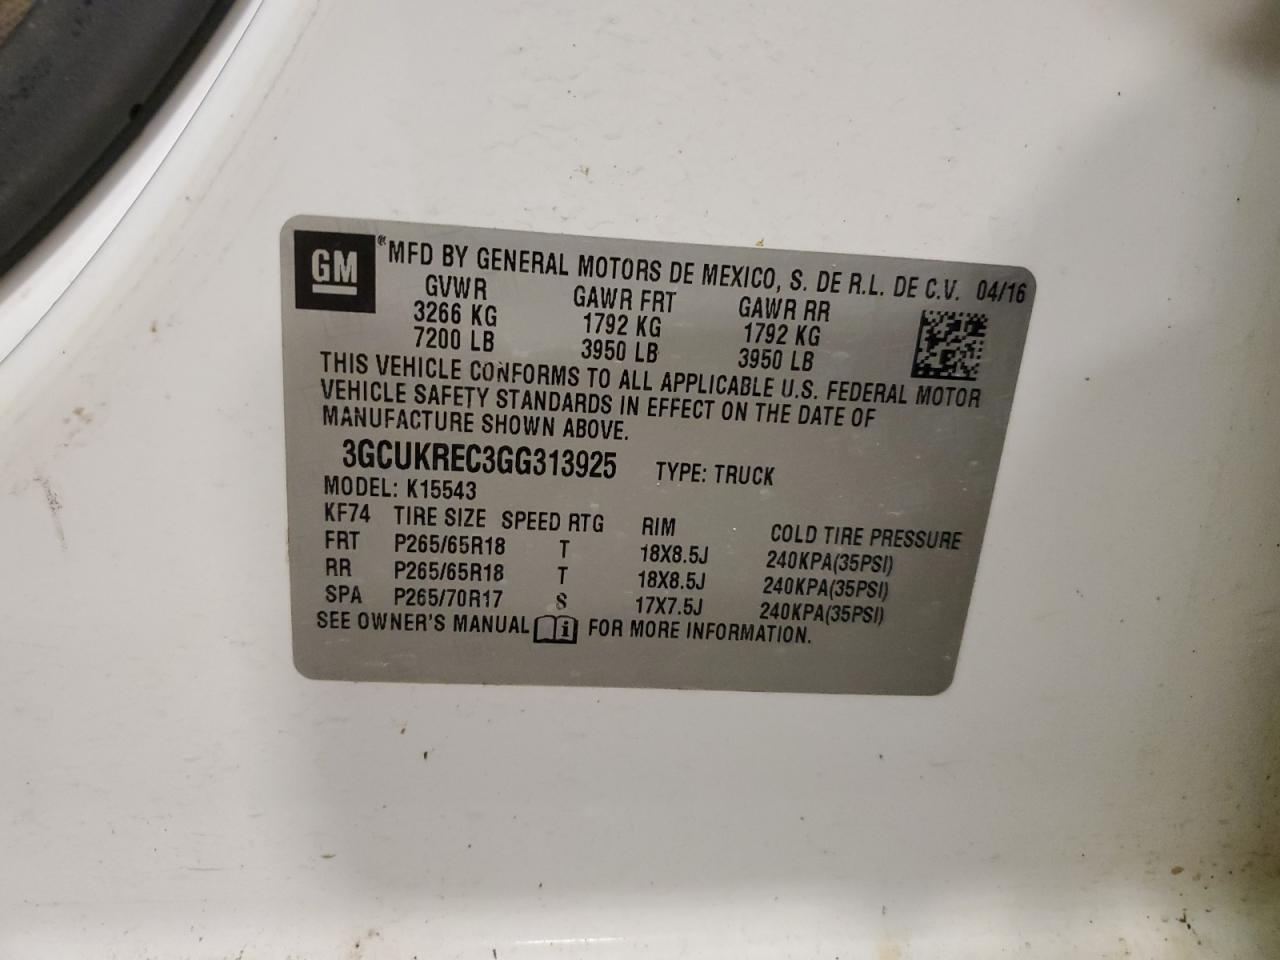 GM ® MFD BY GENERAL MOTORS DE MEXICO, S. DE R.L. DE C.V. 04/16
GVWR GAWR FRT GAWR RR
3266 KG 1792 KG 1792 KG
7200 LB 3950 LB 3950 LB
THIS VEHICLE CONFORMS TO ALL APPLICABLE U.S. FEDERAL MOTOR
VEHICLE SAFETY STANDARDS IN EFFECT ON THE DATE OF
MANUFACTURE SHOWN ABOVE.
3GCUKREC3GG313925 TYPE: TRUCK
MODEL: K15543
KF74 TIRE SIZE SPEED RTG RIM COLD TIRE PRESSURE
FRT P265/65R18 T 18X8.5J 240KPA(35PSI)
RR P265/65R18 T 18X8.5J 240KPA(35PSI)
SPA P265/70R17 S 17X7.5J 240KPA(35PSI)
SEE OWNER'S MANUAL i FOR MORE INFORMATION.